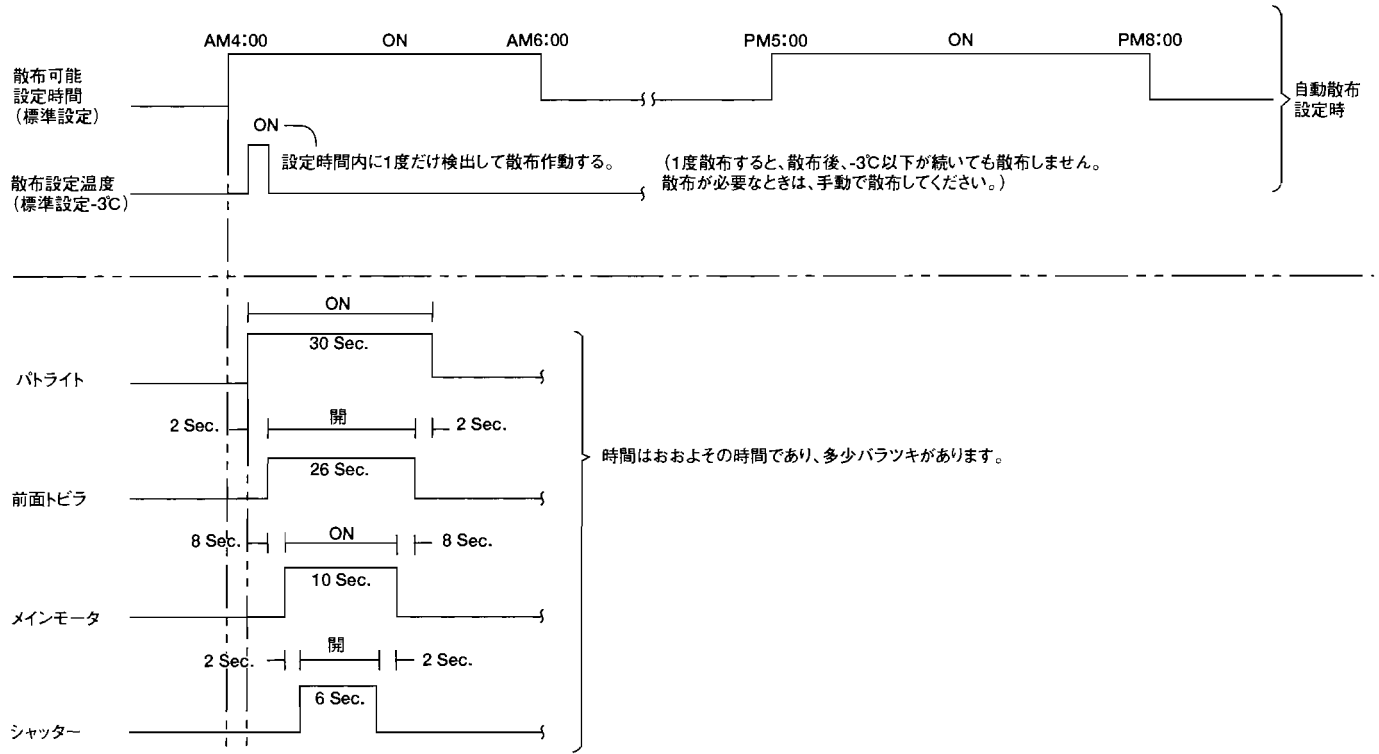 AM4:00 ON AM6:00 PM5:00 ON PM8:00
散布可能
設定時間
(標準設定)
自動散布
設定時
ON
設定時間内に1度だけ検出して散布作動する。
(1度散布すると、散布後、-3℃以下が続いても散布しません。
散布が必要なときは、手動で散布してください。)
散布設定温度
(標準設定-3℃)
ON
30 Sec.
パトライト
2 Sec. 開 2 Sec.
26 Sec.
前面トビラ
時間はおおよその時間であり、多少バラツキがあります。
8 Sec. ON 8 Sec.
10 Sec.
メインモータ
2 Sec. 開 2 Sec.
6 Sec.
シャッター